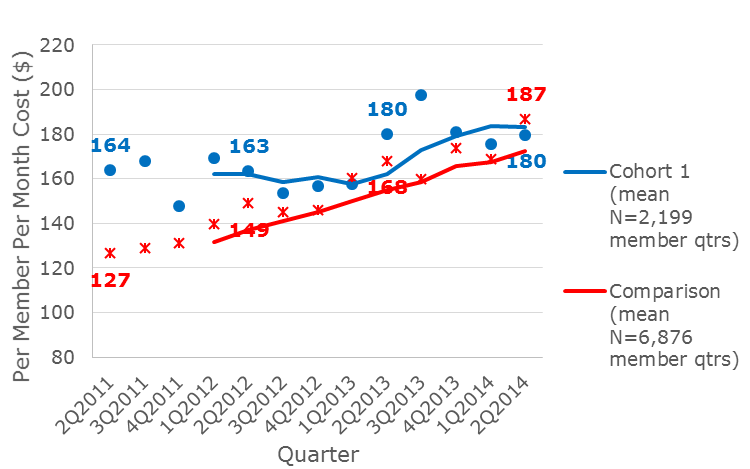 Per Member Per Month Cost ($)
220
200
180
160
140
120
100
80
164
163
180
180
127
149
168
187
2Q2011
3Q2011
4Q2011
1Q2012
2Q2012
3Q2012
4Q2012
1Q2013
2Q2013
3Q2013
4Q2013
1Q2014
2Q2014
Quarter
Cohort 1
(mean
N=2,199
member qtrs)
Comparison
(mean
N=6,876
member qtrs)